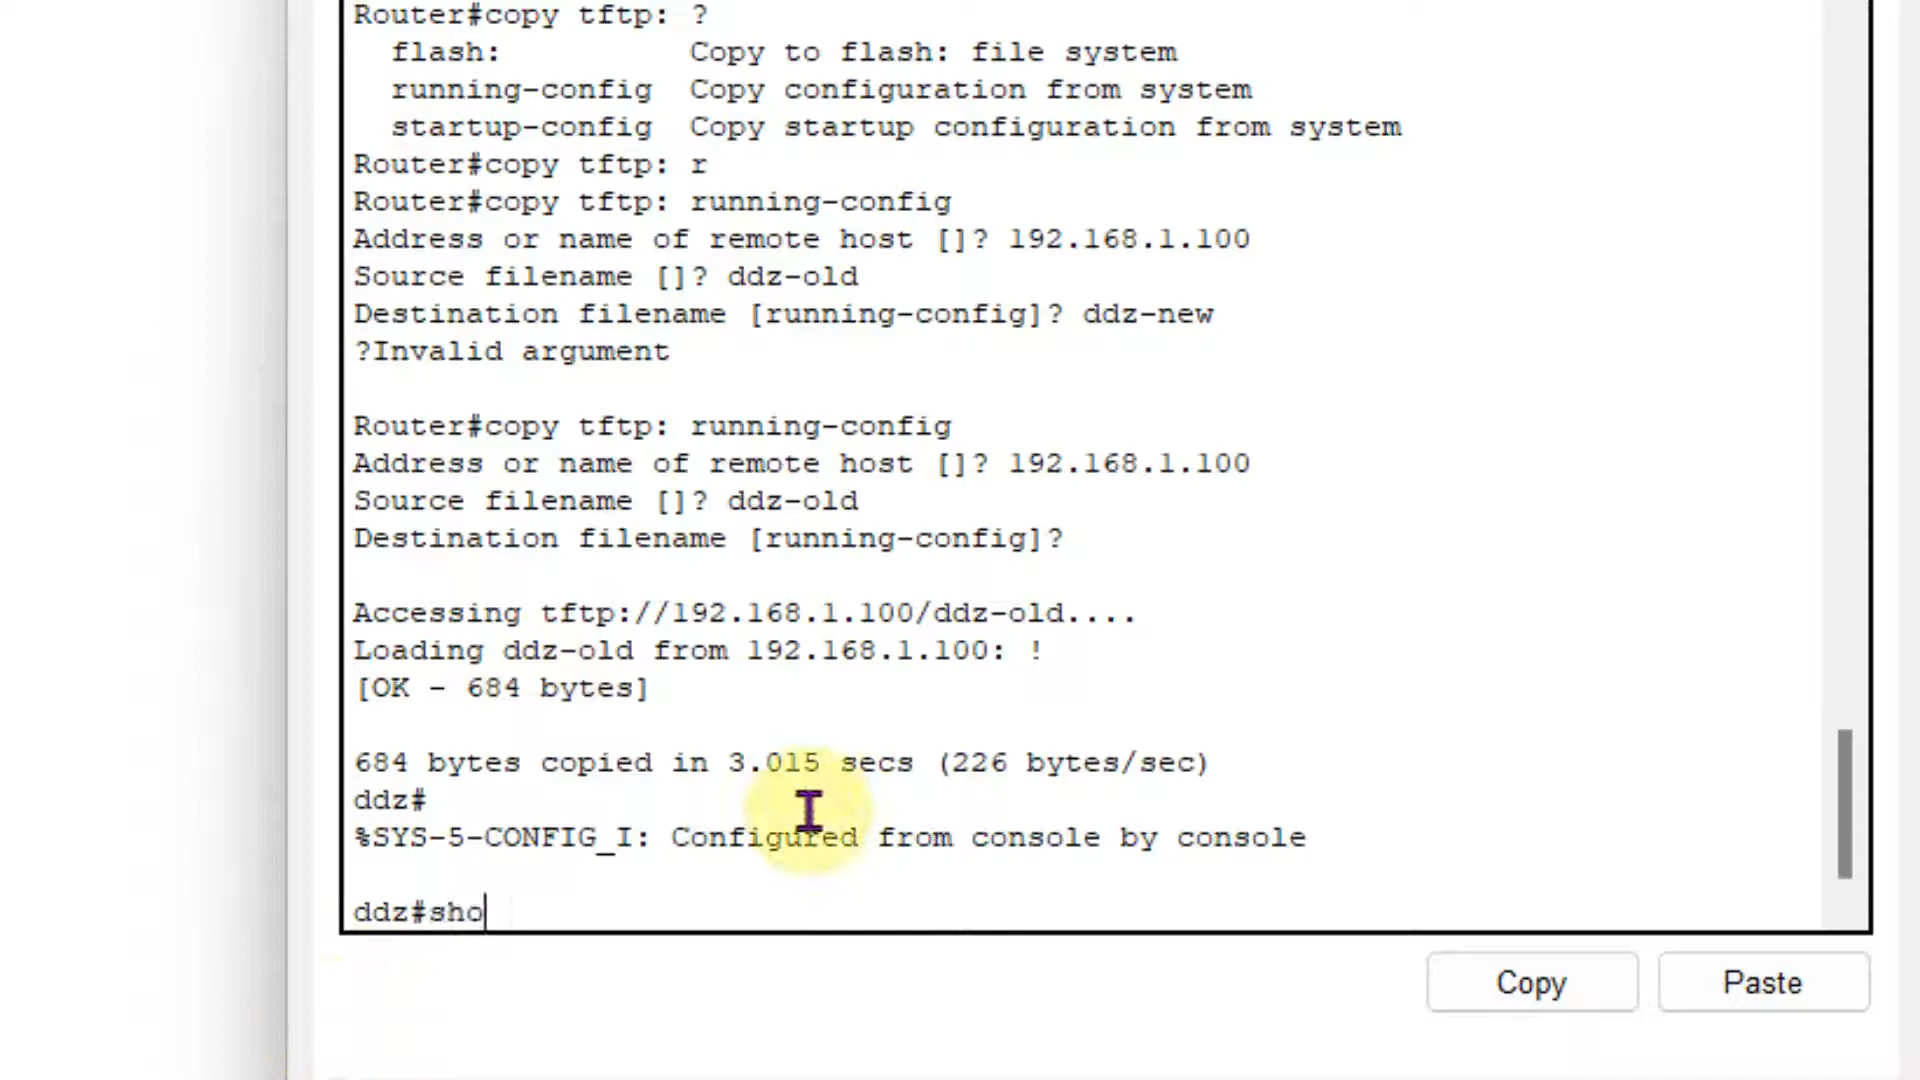 Router#copy tftp: ?
flash: Copy to flash: file system
running-config Copy configuration from system
startup-config Copy startup configuration from system
Router#copy tftp: r
Router#copy tftp: running-config
Address or name of remote host []? 192.168.1.100
Source filename []? ddz-old
Destination filename [running-config]? ddz-new
?Invalid argument
Router#copy tftp: running-config
Address or name of remote host []? 192.168.1.100
Source filename []? ddz-old
Destination filename [running-config]?
Accessing tftp://192.168.1.100/ddz-old....
Loading ddz-old from 192.168.1.100: !
[OK - 684 bytes]
684 bytes copied in 3.015 secs (226 bytes/sec)
ddz#
%SYS-5-CONFIG_I: Configured from console by console
ddz#sho
Copy Paste